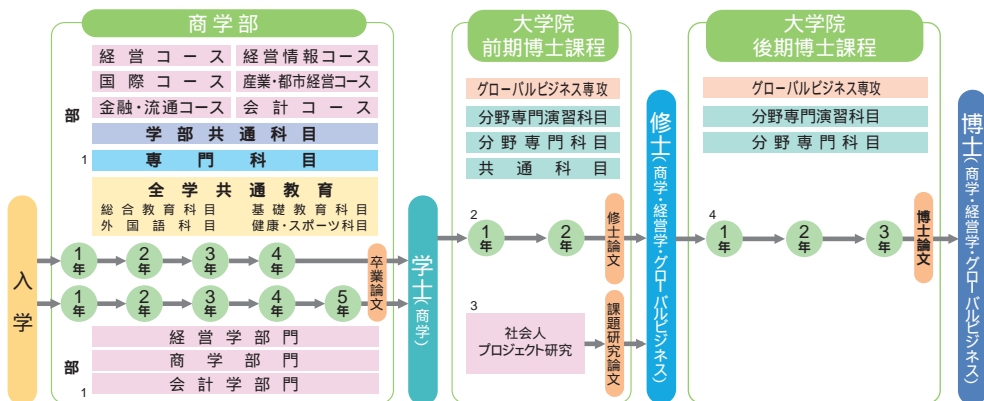 商学部
経営コース
経営情報コース
国際コース
産業・都市経営コース
金融・流通コース
会計コース
部
学部共通科目
1
専門科目
全学共通教育
総合教育科目
基礎教育科目
外国語科目
健康・スポーツ科目
入学
1年
2年
3年
4年
1年
2年
3年
4年
5年
卒業論文
経営学部門
商学部門
会計学部門
部
1
学士(商学)
大学院
前期博士課程
グローバルビジネス専攻
分野専門演習科目
分野専門科目
共通科目
2
1年
2年
修士論文
3
社会人
プロジェクト研究
課題研究論文
修士(商学・経営学・グローバルビジネス)
大学院
後期博士課程
グローバルビジネス専攻
分野専門演習科目
分野専門科目
4
1年
2年
3年
博士論文
博士(商学・経営学・グローバルビジネス)